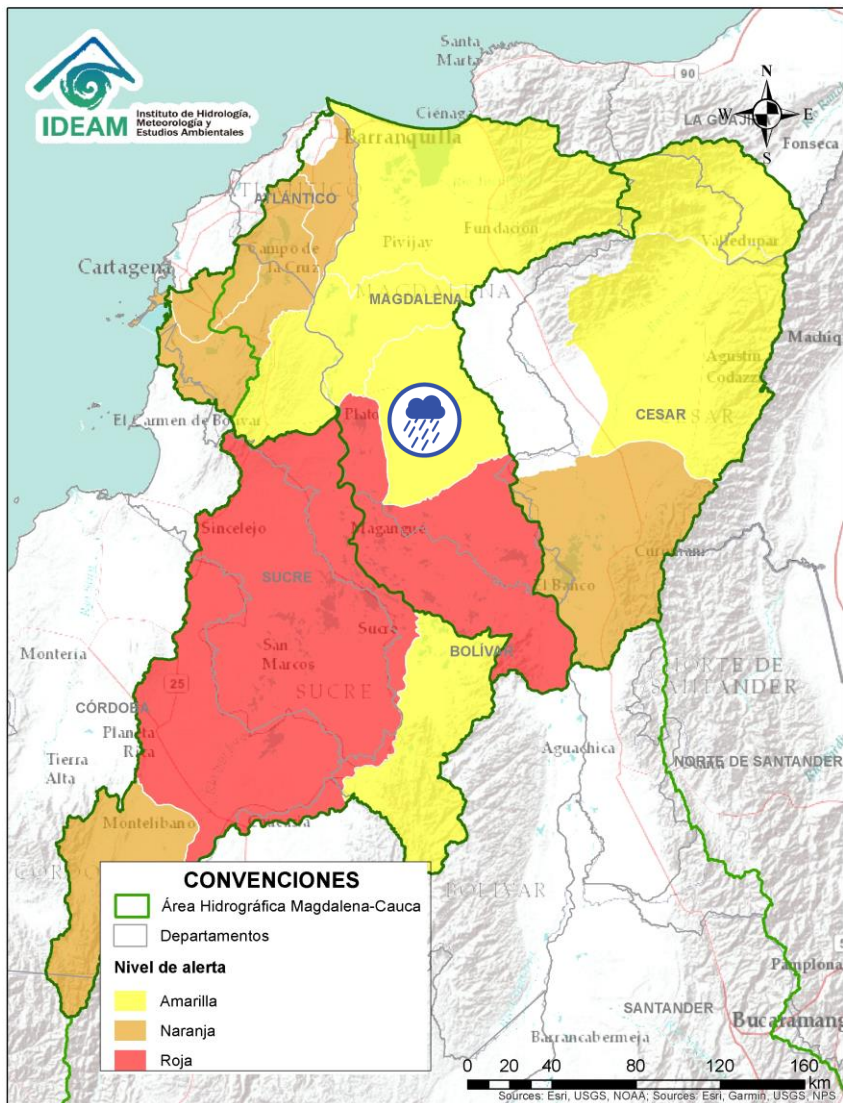 IDEAM
Instituto de Hidrología,
Meteorología y
Estudios Ambientales
Santa
Marta
90
N
W
E
S
Ciénaga
LA GUAJI
Barranquilla
Fonseca
ATLÁNTICO
Campo de
la Cruz
Pivijay
Fundación
Valledupar
Cartagena
MAGDALENA
Machiq
Agustín
Codazz
El Carmen de Bolívar
Plato
CESAR
Sincelejo
Magangué
SUCRE
El Banco
Sucre
San
Marcos
BOLÍVAR
SUCRE
Montería
25
NORTE DE
SANTANDER
CÓRDOBA
Planeta
Rica
Tierra
Alta
Aguachica
NORTE DE SANTANDER
Montelíbano
BOLÍVAR
CONVENCIONES
Área Hidrográfica Magdalena-Cauca
Departamentos
Nivel de alerta
Amarilla
Naranja
Roja
Pamplona
SANTANDER
Bucaramang
Barrancabermeja
0 20 40 80 120 160
km
Sources: Esri, USGS, NOAA; Sources: Esri, Garmin, USGS, NPS